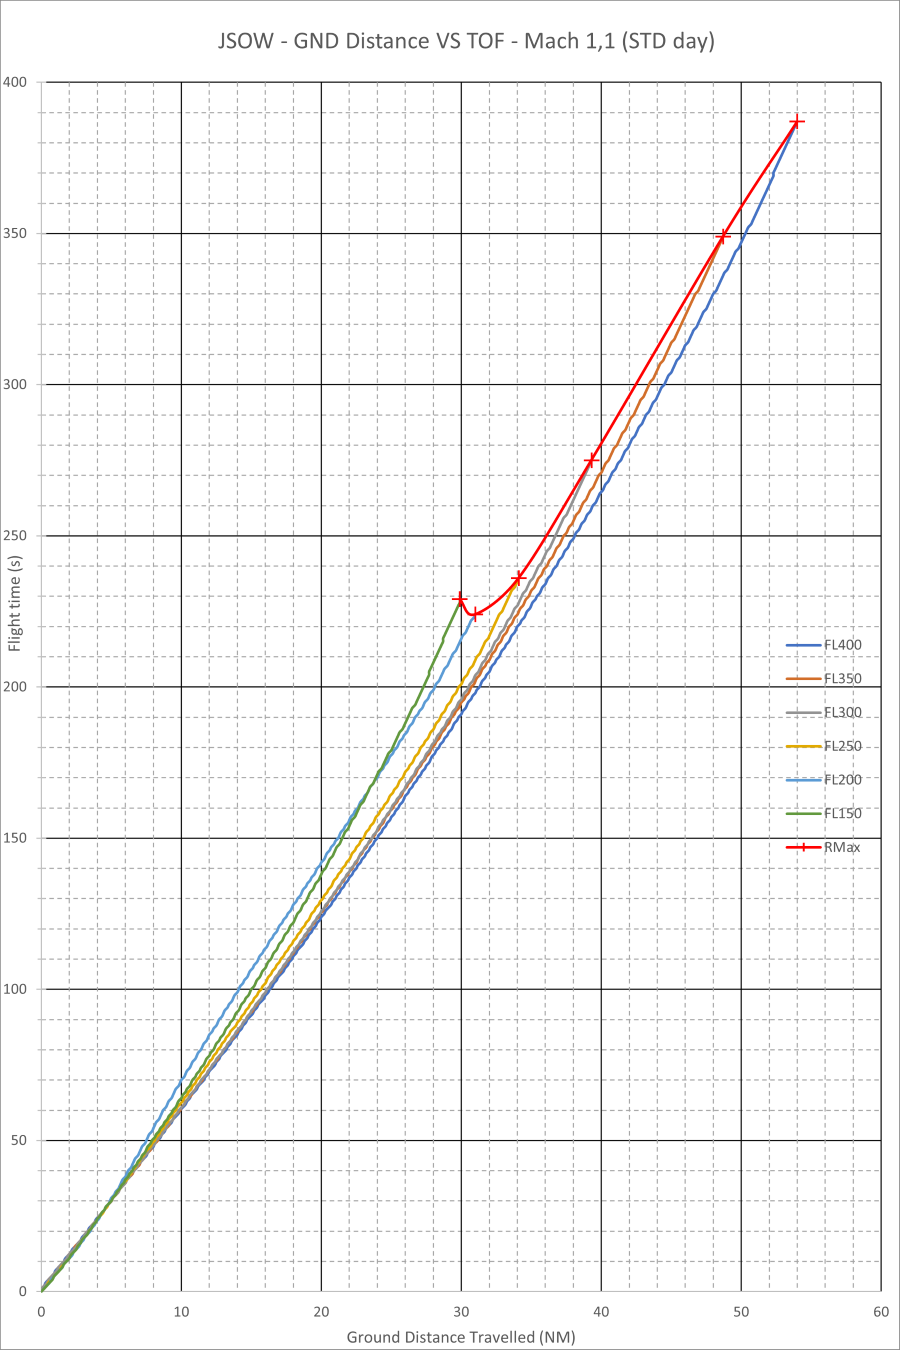 JSOW - GND Distance VS TOF - Mach 1,1 (STD day)
400
350
300
250
200
150
100
50
0
Flight time (s)
FL400
FL350
FL300
FL250
FL200
FL150
RMax
0 10 20 30 40 50 60
Ground Distance Travelled (NM)